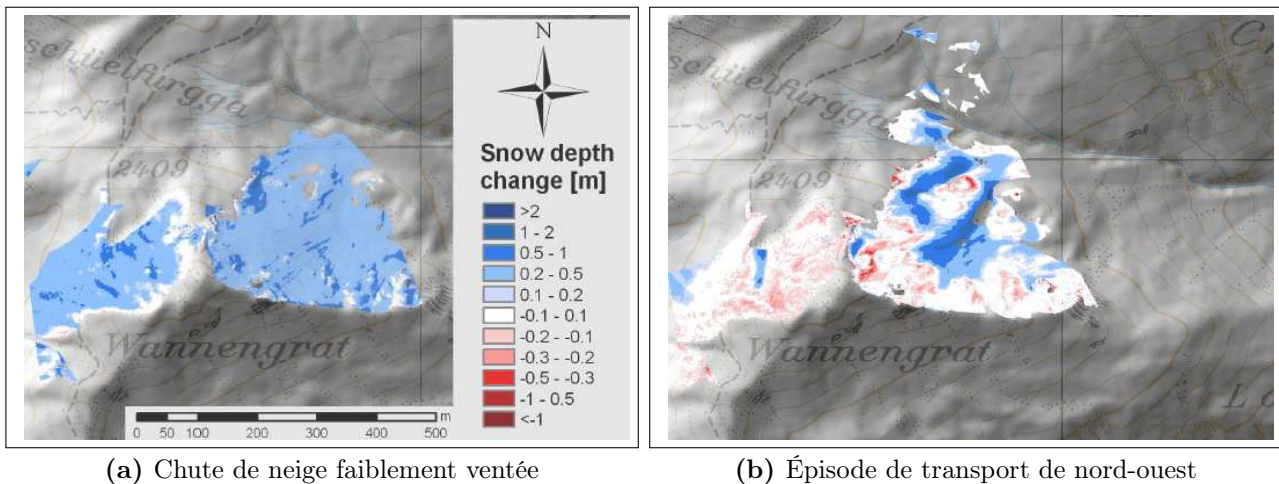 schüelfurgga
2409
Wannengrat
N
Snow depth
change [m]
>2
1 - 2
0.5 - 1
0.2 - 0.5
0.1 - 0.2
-0.1 - 0.1
-0.2 - -0.1
-0.3 - -0.2
-0.5 - -0.3
-1 - 0.5
<-1
m
0 50 100 200 300 400 500
schüelfurgga
2409
Wannengrat
(a) Chute de neige faiblement ventée
(b) Épisode de transport de nord-ouest